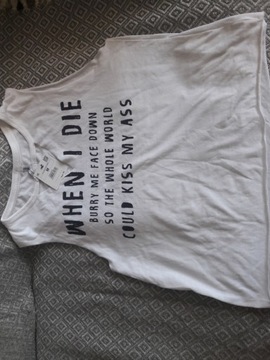 WHEN I DIE
BURRY ME FACE DOWN
SO THE WHOLE WORLD
COULD KISS MY ASS